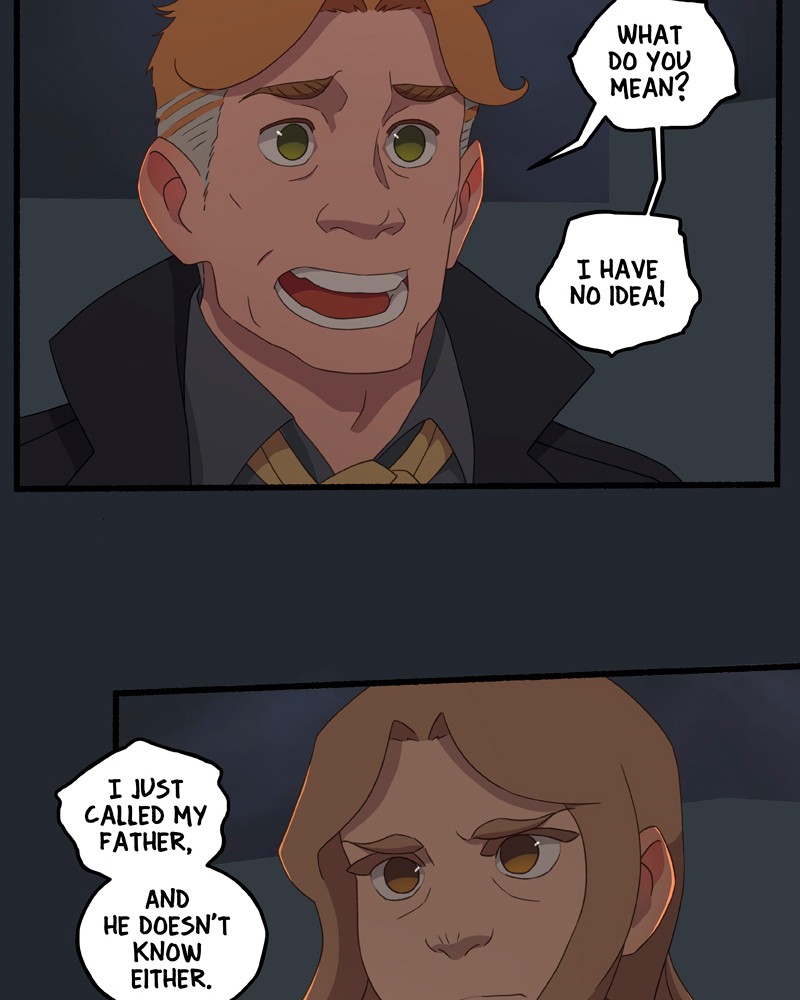 WHAT
DO YOU
MEAN?
I HAVE
NO IDEA!
I JUST
CALLED MY
FATHER,
AND
HE DOESN'T
KNOW
EITHER.